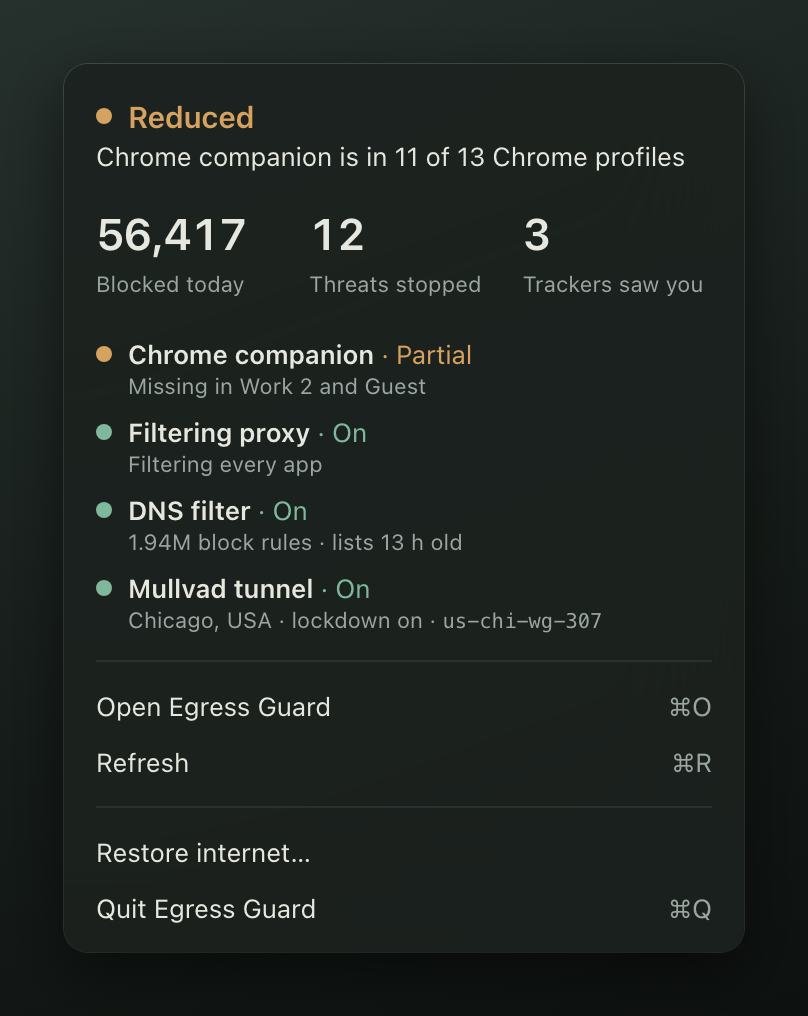 Reduced
Chrome companion is in 11 of 13 Chrome profiles
56,417 12 3
Blocked today Threats stopped Trackers saw you
Chrome companion · Partial
Missing in Work 2 and Guest
Filtering proxy · On
Filtering every app
DNS filter · On
1.94M block rules · lists 13 h old
Mullvad tunnel · On
Chicago, USA · lockdown on · us-chi-wg-307
Open Egress Guard ⌘O
Refresh ⌘R
Restore internet...
Quit Egress Guard ⌘Q